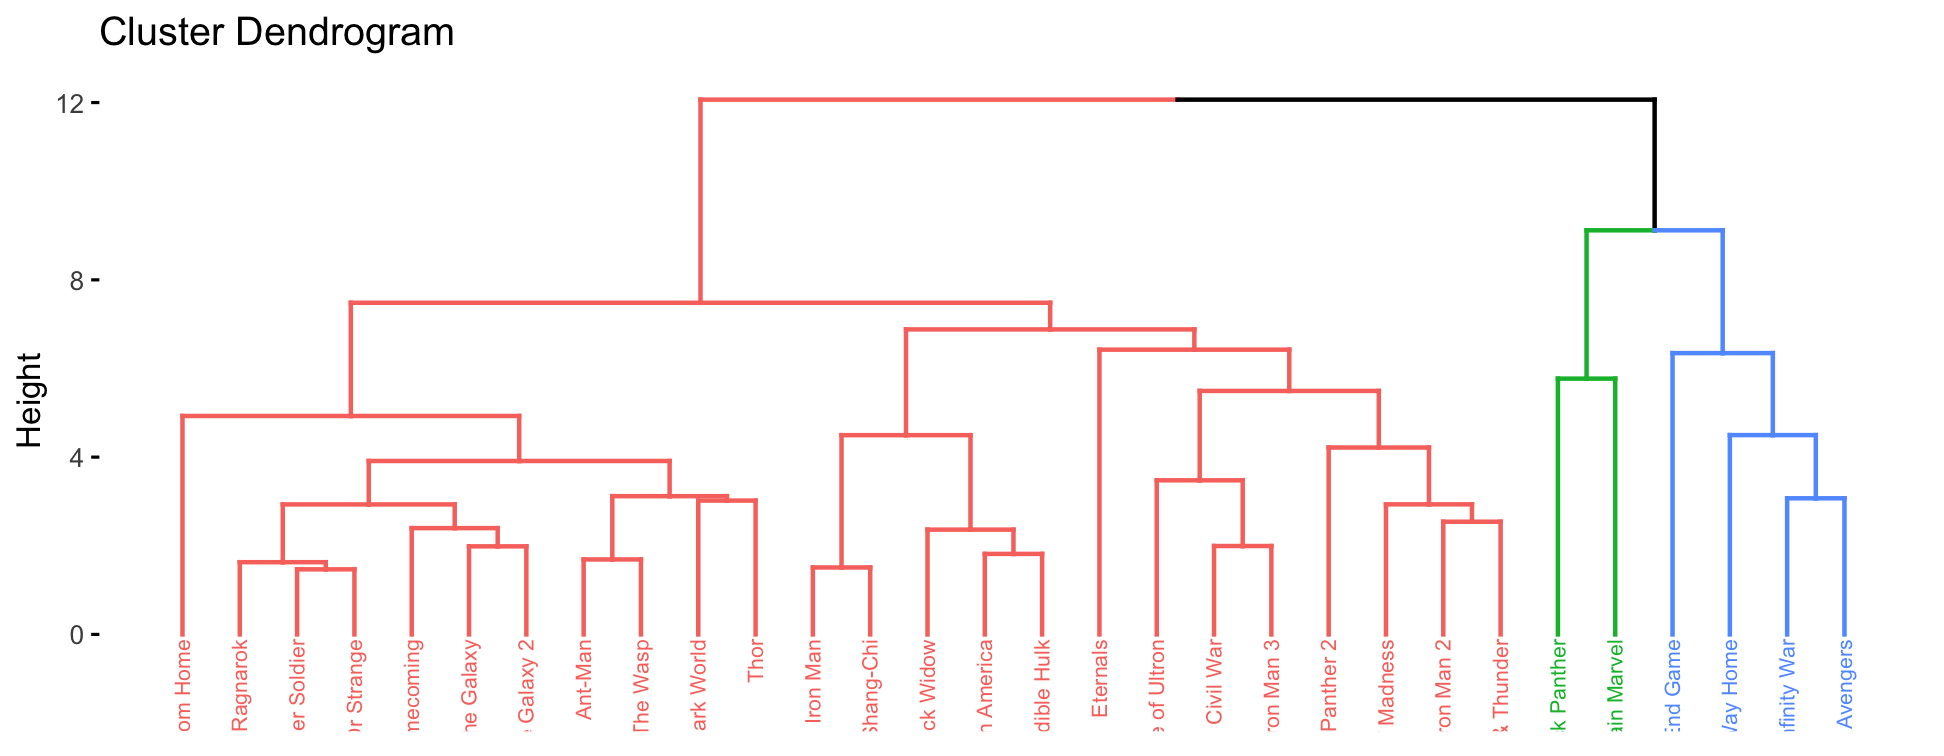 Cluster Dendrogram
Height
12
8
4
0
om Home
Ragnarok
er Soldier
Strange
mecoming
Galaxy
Galaxy 2
Ant-Man
The Wasp
ark World
Thor
Iron Man
Shang-Chi
ck Widow
America
dible Hulk
Eternals
of Ultron
Civil War
ron Man 3
Panther 2
Madness
ron Man 2
& Thunder
k Panther
ain Marvel
End Game
Way Home
nfinity War
Avengers